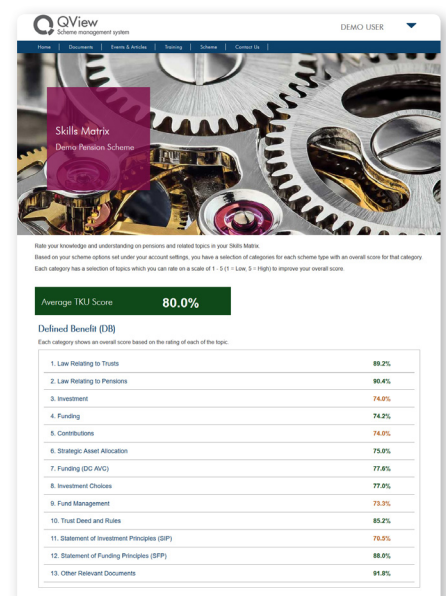 QView
Scheme management system
DEMO USER
Home | Documents | Events & Articles | Training | Scheme | Contact Us |
Skills Matrix
Demo Pension Scheme
Rate your knowledge and understanding on pensions and related topics in your Skills Matrix
Based on your scheme options set under your account settings, you have a selection of categories for each scheme type with an overall score for that category
Each category has a selection of topics which you can rate on a scale of 1 - 5 (1 = Low, 5 = High) to improve your overall score.
Average TKU Score 80.0%
Defined Benefit (DB)
Each category shows an overall score based on the rating of each of the topic.
1. Law Relating to Trusts 89.2%
2. Law Relating to Pensions 90.4%
3. Investment 74.0%
4. Funding 74.2%
5. Contributions 74.0%
6. Strategic Asset Allocation 75.0%
7. Funding (DC AVC) 77.6%
8. Investment Choices 77.0%
9. Fund Management 73.3%
10. Trust Deed and Rules 85.2%
11. Statement of Investment Principles (SIP) 70.5%
12. Statement of Funding Principles (SFP) 88.0%
13. Other Relevant Documents 91.8%